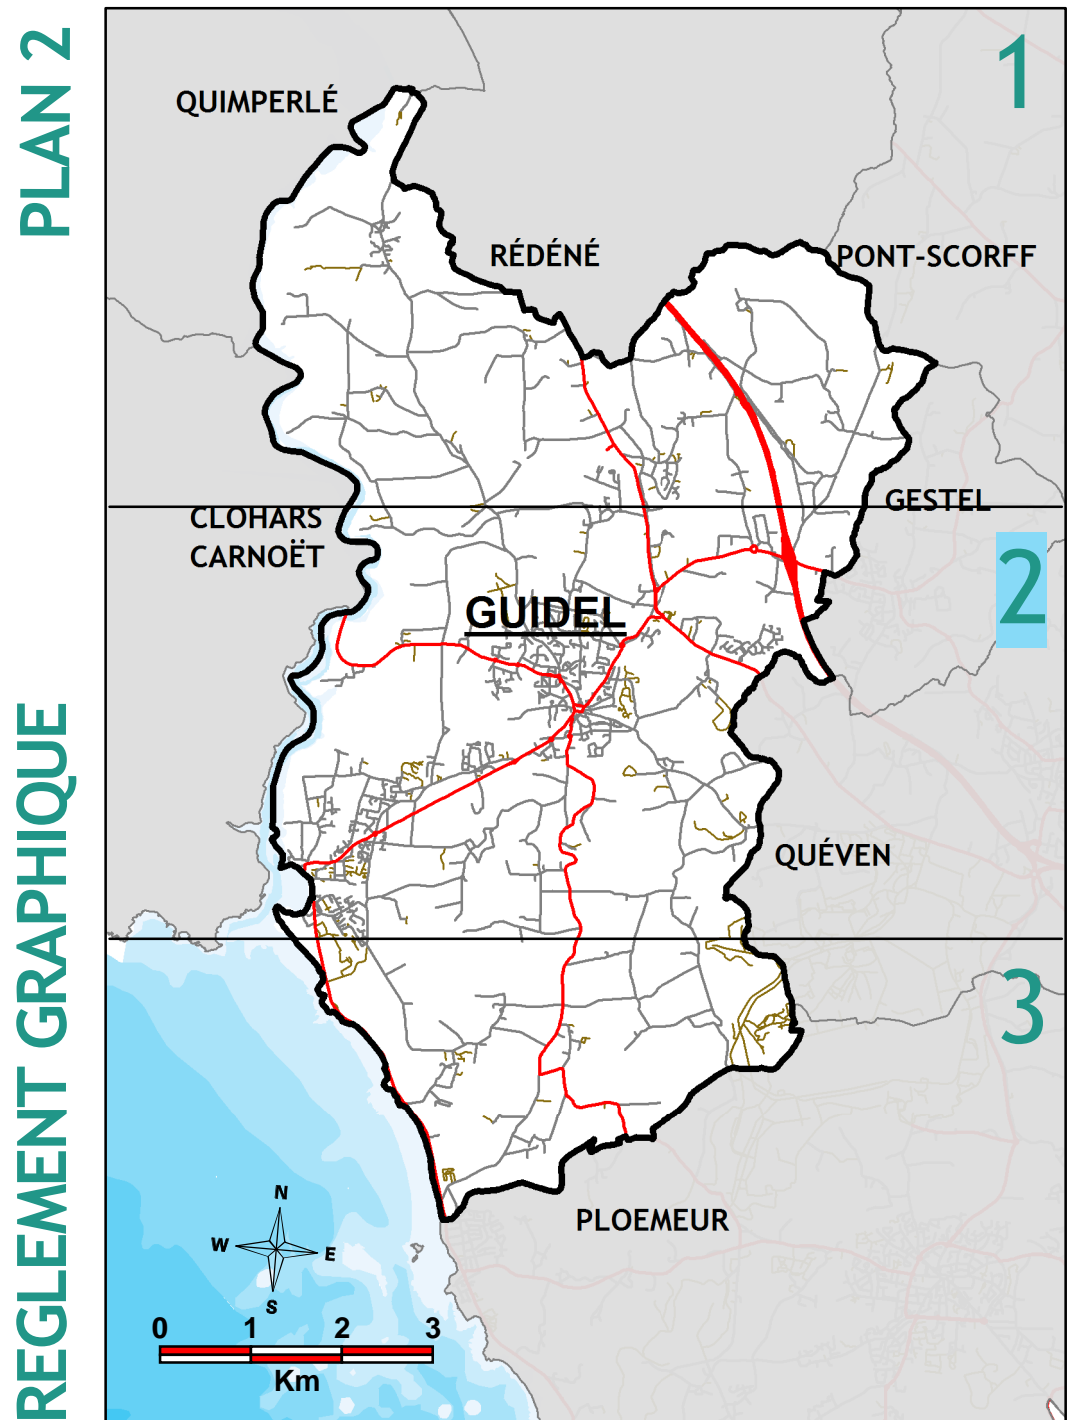 PLAN 2
REGLEMENT GRAPHIQUE
1
QUIMPERLÉ
RÉDÉNÉ
PONT-SCORFF
GESTEL
CLOHARS
CARNOËT
2
GUIDEL
QUÉVEN
3
PLOEMEUR
N
W E
S
0 1 2 3
Km